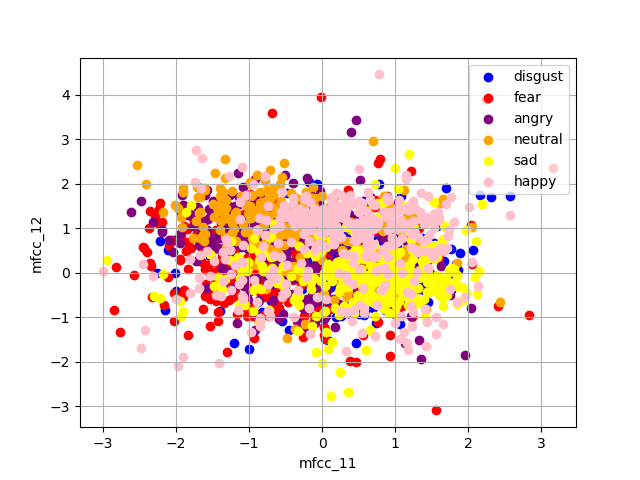 disgust
fear
angry
neutral
sad
happy
4
3
2
1
0
−1
−2
−3
mfcc_12
−3 −2 −1 0 1 2 3
mfcc_11